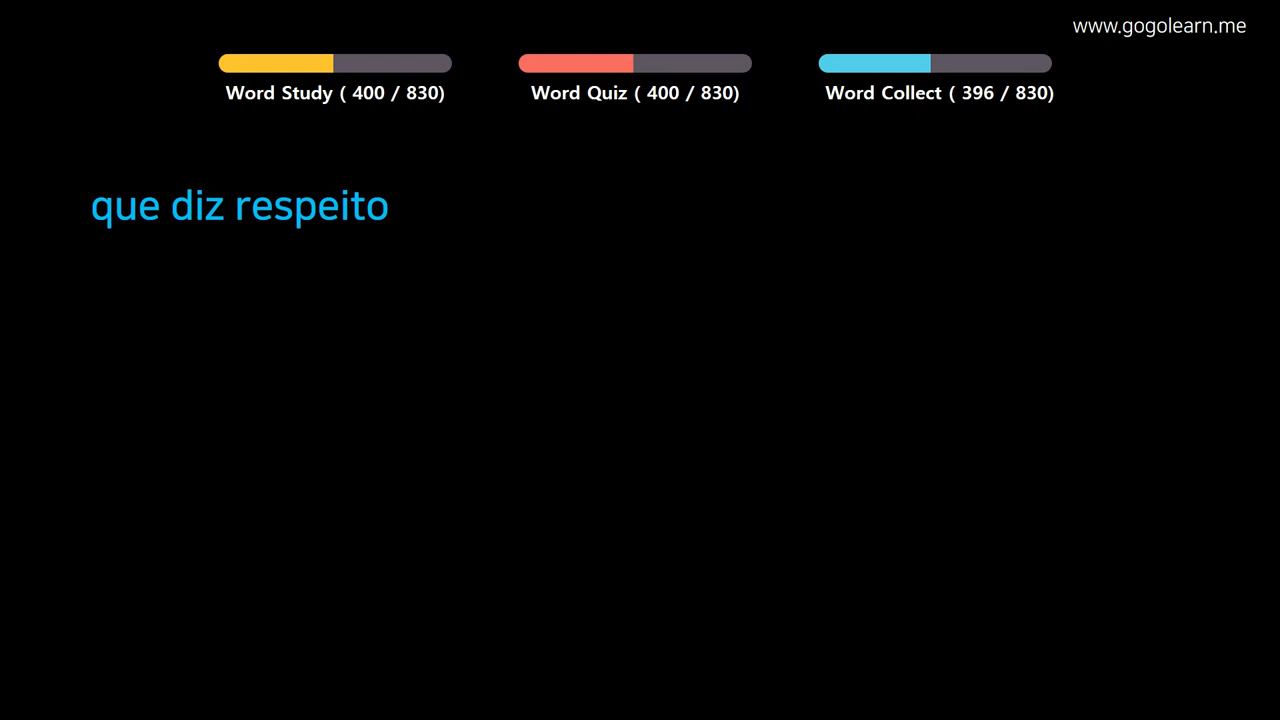 www.gogolearn.me
Word Study ( 400 / 830)
Word Quiz ( 400 / 830)
Word Collect ( 396 / 830)
que diz respeito